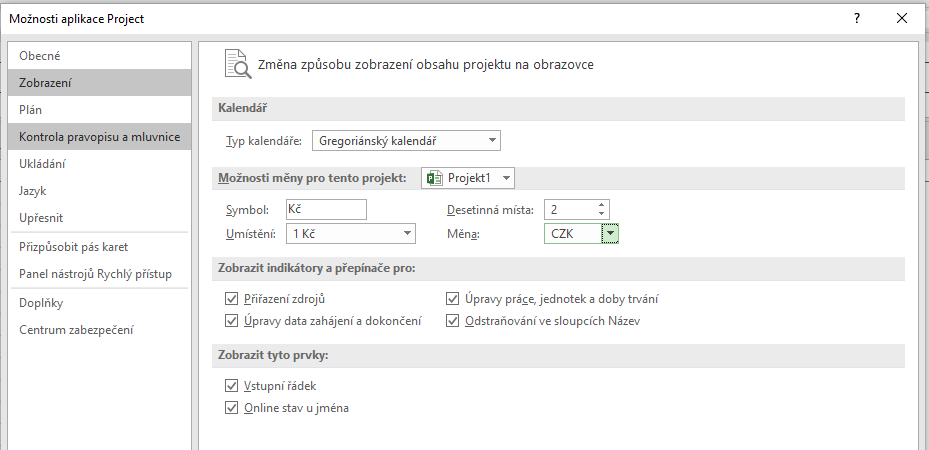 Možnosti aplikace Project
?
Obecné
Zobrazení
Plán
Kontrola pravopisu a mluvnice
Ukládání
Jazyk
Upřesnit
Přizpůsobit pás karet
Panel nástrojů Rychlý přístup
Doplňky
Centrum zabezpečení
Změna způsobu zobrazení obsahu projektu na obrazovce
Kalendář
Typ kalendáře: Gregoriánský kalendář
Možnosti měny pro tento projekt: Projekt1
Symbol: Kč Desetinná místa: 2
Umístění: 1 Kč Měna: CZK
Zobrazit indikátory a přepínače pro:
Přiřazení zdrojů Úpravy práce, jednotek a doby trvání
Úpravy data zahájení a dokončení Odstraňování ve sloupcích Název
Zobrazit tyto prvky:
Vstupní řádek
Online stav u jména